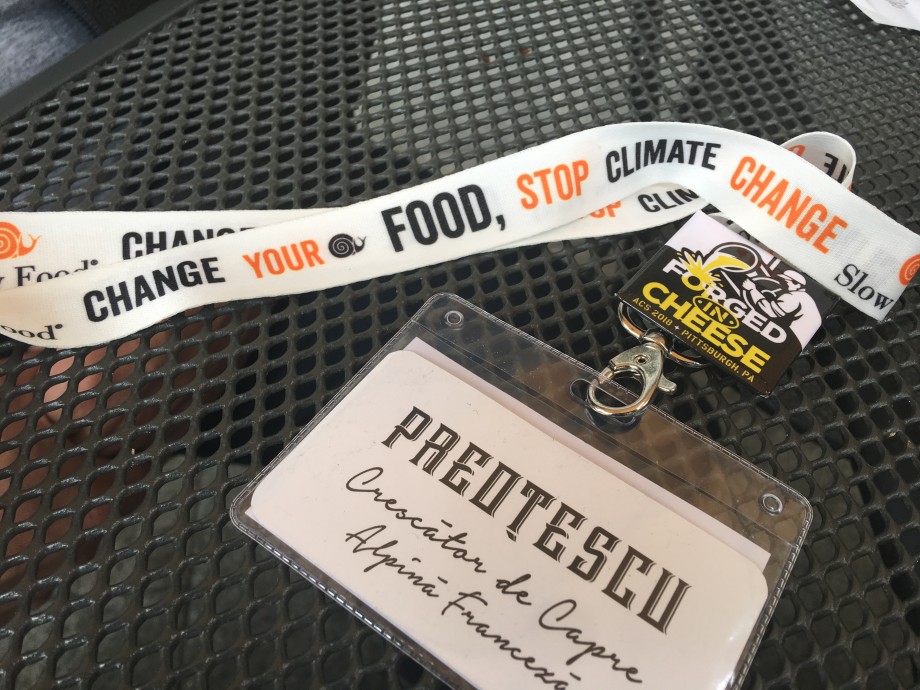 CHANGE YOUR FOOD, STOP CLIMATE CHANGE
Slow
Food®
FORGED
IN
CHEESE
ACS 2018 • PITTSBURGH, PA
PREOTESCU
Crescător de Capre
Alpină Franceză